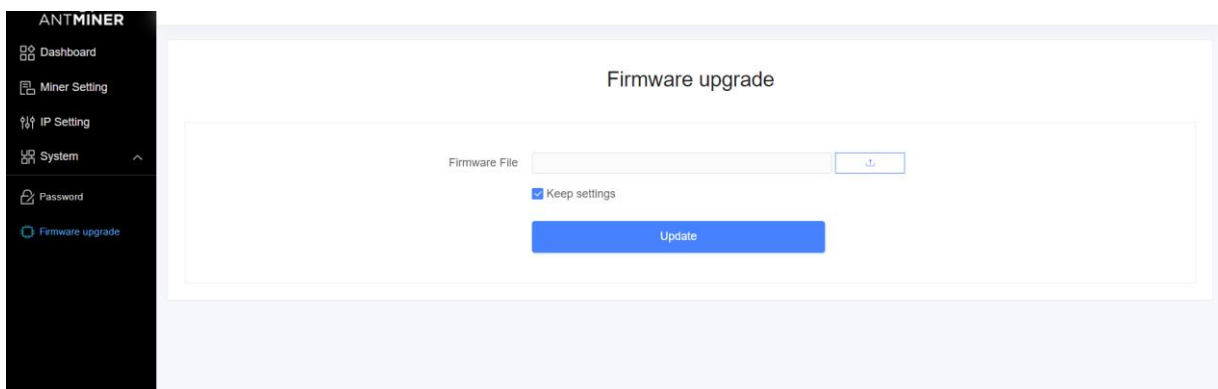 ANTMINER
Dashboard
Miner Setting
IP Setting
System
Password
Firmware upgrade
Firmware upgrade
Firmware File
Keep settings
Update